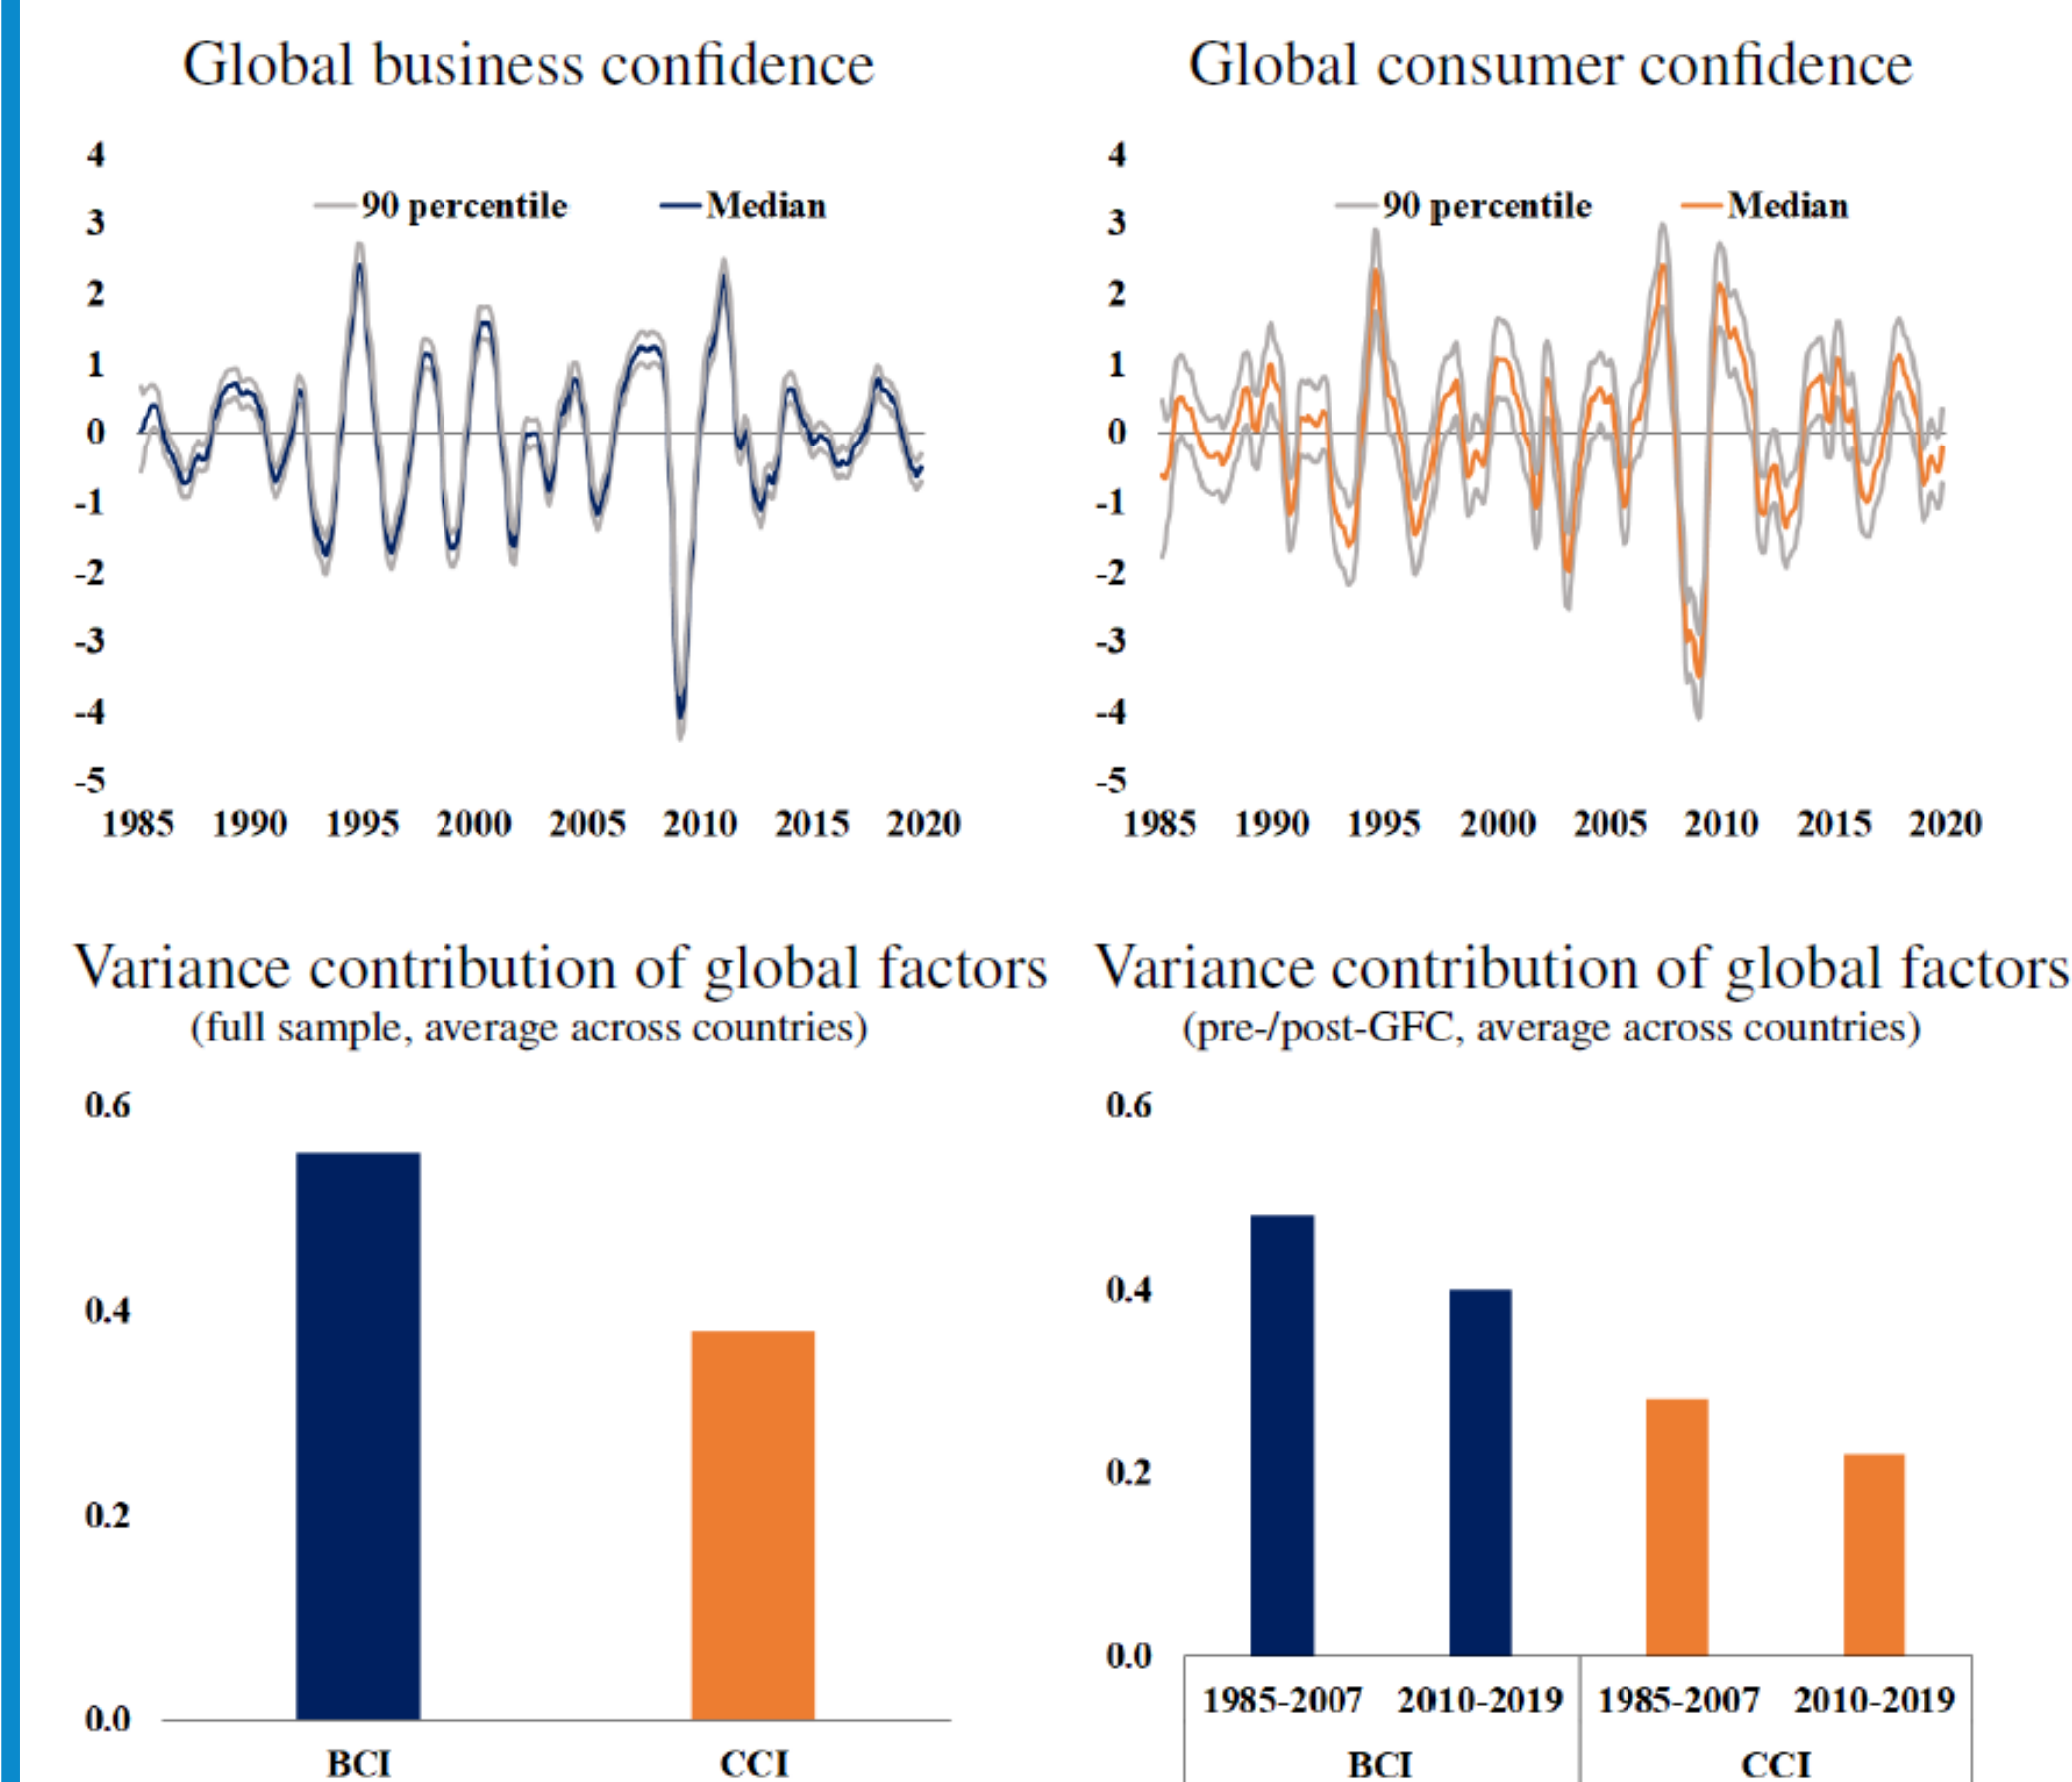 Global business confidence
4
3
2
1
0
-1
-2
-3
-4
-5
90 percentile
Median
1985 1990 1995 2000 2005 2010 2015 2020
Global consumer confidence
4
3
2
1
0
-1
-2
-3
-4
-5
90 percentile
Median
1985 1990 1995 2000 2005 2010 2015 2020
Variance contribution of global factors
(full sample, average across countries)
0.6
0.4
0.2
0.0
BCI CCI
Variance contribution of global factors
(pre-/post-GFC, average across countries)
0.6
0.4
0.2
0.0
1985-2007 2010-2019 1985-2007 2010-2019
BCI CCI